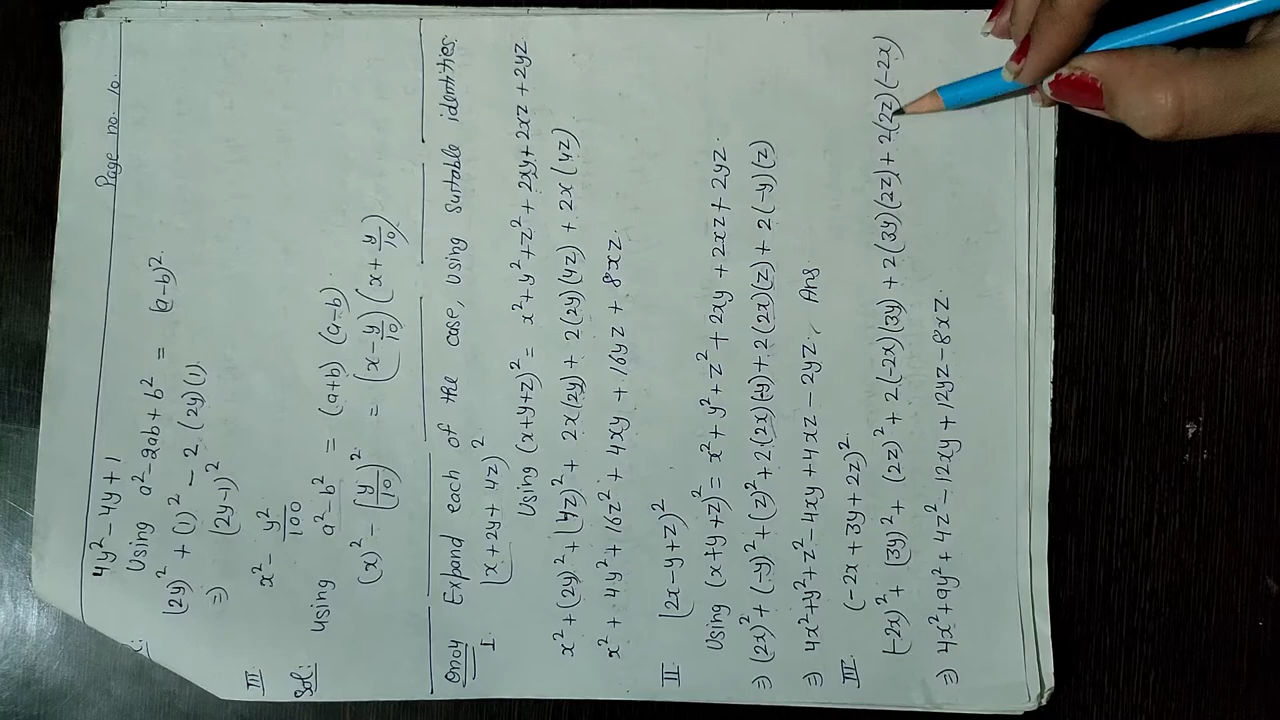 Page no. 10.
4y² – 4y + 1
Using a² – 2ab + b² = (a–b)².
(2y)² + (1)² – 2 (2y)(1)
⇒ (2y–1)²
III x² – y²/100
Sol: using a² – b² = (a+b) (a–b)
(x)² – (y/10)² = (x – y/10) (x + y/10)
Expand each of the case, using suitable identities:
I. (x + 2y + 4z)²
Using (x+y+z)² = x² + y² + z² + 2xy + 2xz + 2yz
x² + (2y)² + (4z)² + 2x(2y) + 2(2y)(4z) + 2x(4z)
x² + 4y² + 16z² + 4xy + 16yz + 8xz.
II (2x–y+z)²
Using (x+y+z)² = x² + y² + z² + 2xy + 2xz + 2yz.
⇒ (2x)² + (–y)² + (z)² + 2·(2x)(–y) + 2(2x)(z) + 2(–y)(z)
⇒ 4x² + y² + z² – 4xy + 4xz – 2yz. Ans
III. (–2x + 3y + 2z)².
(–2x)² + (3y)² + (2z)² + 2·(–2x)(3y) + 2(3y)(2z) + 2(2z)(–2x)
⇒ 4x² + 9y² + 4z² – 12xy + 12yz – 8xz.